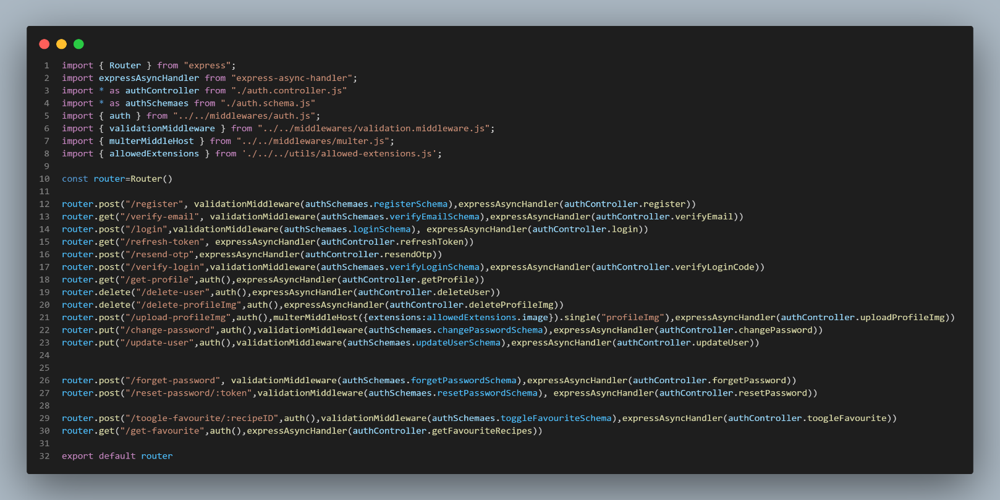 1 import { Router } from "express";
2 import expressAsyncHandler from "express-async-handler";
3 import * as authController from "./auth.controller.js"
4 import * as authSchemaes from "./auth.schema.js"
5 import { auth } from "../../middlewares/auth.js";
6 import { validationMiddleware } from "../../middlewares/validation.middleware.js";
7 import { multerMiddleHost } from "../../middlewares/multer.js";
8 import { allowedExtensions } from './../../utils/allowed-extensions.js';
9
10 const router=Router()
11
12 router.post("/register", validationMiddleware(authSchemaes.registerSchema),expressAsyncHandler(authController.register))
13 router.get("/verify-email", validationMiddleware(authSchemaes.verifyEmailSchema),expressAsyncHandler(authController.verifyEmail))
14 router.post("/login",validationMiddleware(authSchemaes.loginSchema), expressAsyncHandler(authController.login))
15 router.get("/refresh-token", expressAsyncHandler(authController.refreshToken))
16 router.post("/resend-otp",expressAsyncHandler(authController.resendOtp))
17 router.post("/verify-login",validationMiddleware(authSchemaes.verifyLoginSchema),expressAsyncHandler(authController.verifyLoginCode))
18 router.get("/get-profile",auth(),expressAsyncHandler(authController.getProfile))
19 router.delete("/delete-user",auth(),expressAsyncHandler(authController.deleteUser))
20 router.delete("/delete-profileImg",auth(),expressAsyncHandler(authController.deleteProfileImg))
21 router.post("/upload-profileImg",auth(),multerMiddleHost({extensions:allowedExtensions.image}).single("profileImg"),expressAsyncHandler(authController.uploadProfileImg))
22 router.put("/change-password",auth(),validationMiddleware(authSchemaes.changePasswordSchema),expressAsyncHandler(authController.changePassword))
23 router.put("/update-user",auth(),validationMiddleware(authSchemaes.updateUserSchema),expressAsyncHandler(authController.updateUser))
24
25
26 router.post("/forget-password", validationMiddleware(authSchemaes.forgetPasswordSchema),expressAsyncHandler(authController.forgetPassword))
27 router.post("/reset-password/:token",validationMiddleware(authSchemaes.resetPasswordSchema), expressAsyncHandler(authController.resetPassword))
28
29 router.post("/toogle-favourite/:recipeID",auth(),validationMiddleware(authSchemaes.toggleFavouriteSchema),expressAsyncHandler(authController.toogleFavourite))
30 router.get("/get-favourite",auth(),expressAsyncHandler(authController.getFavouriteRecipes))
31
32 export default router